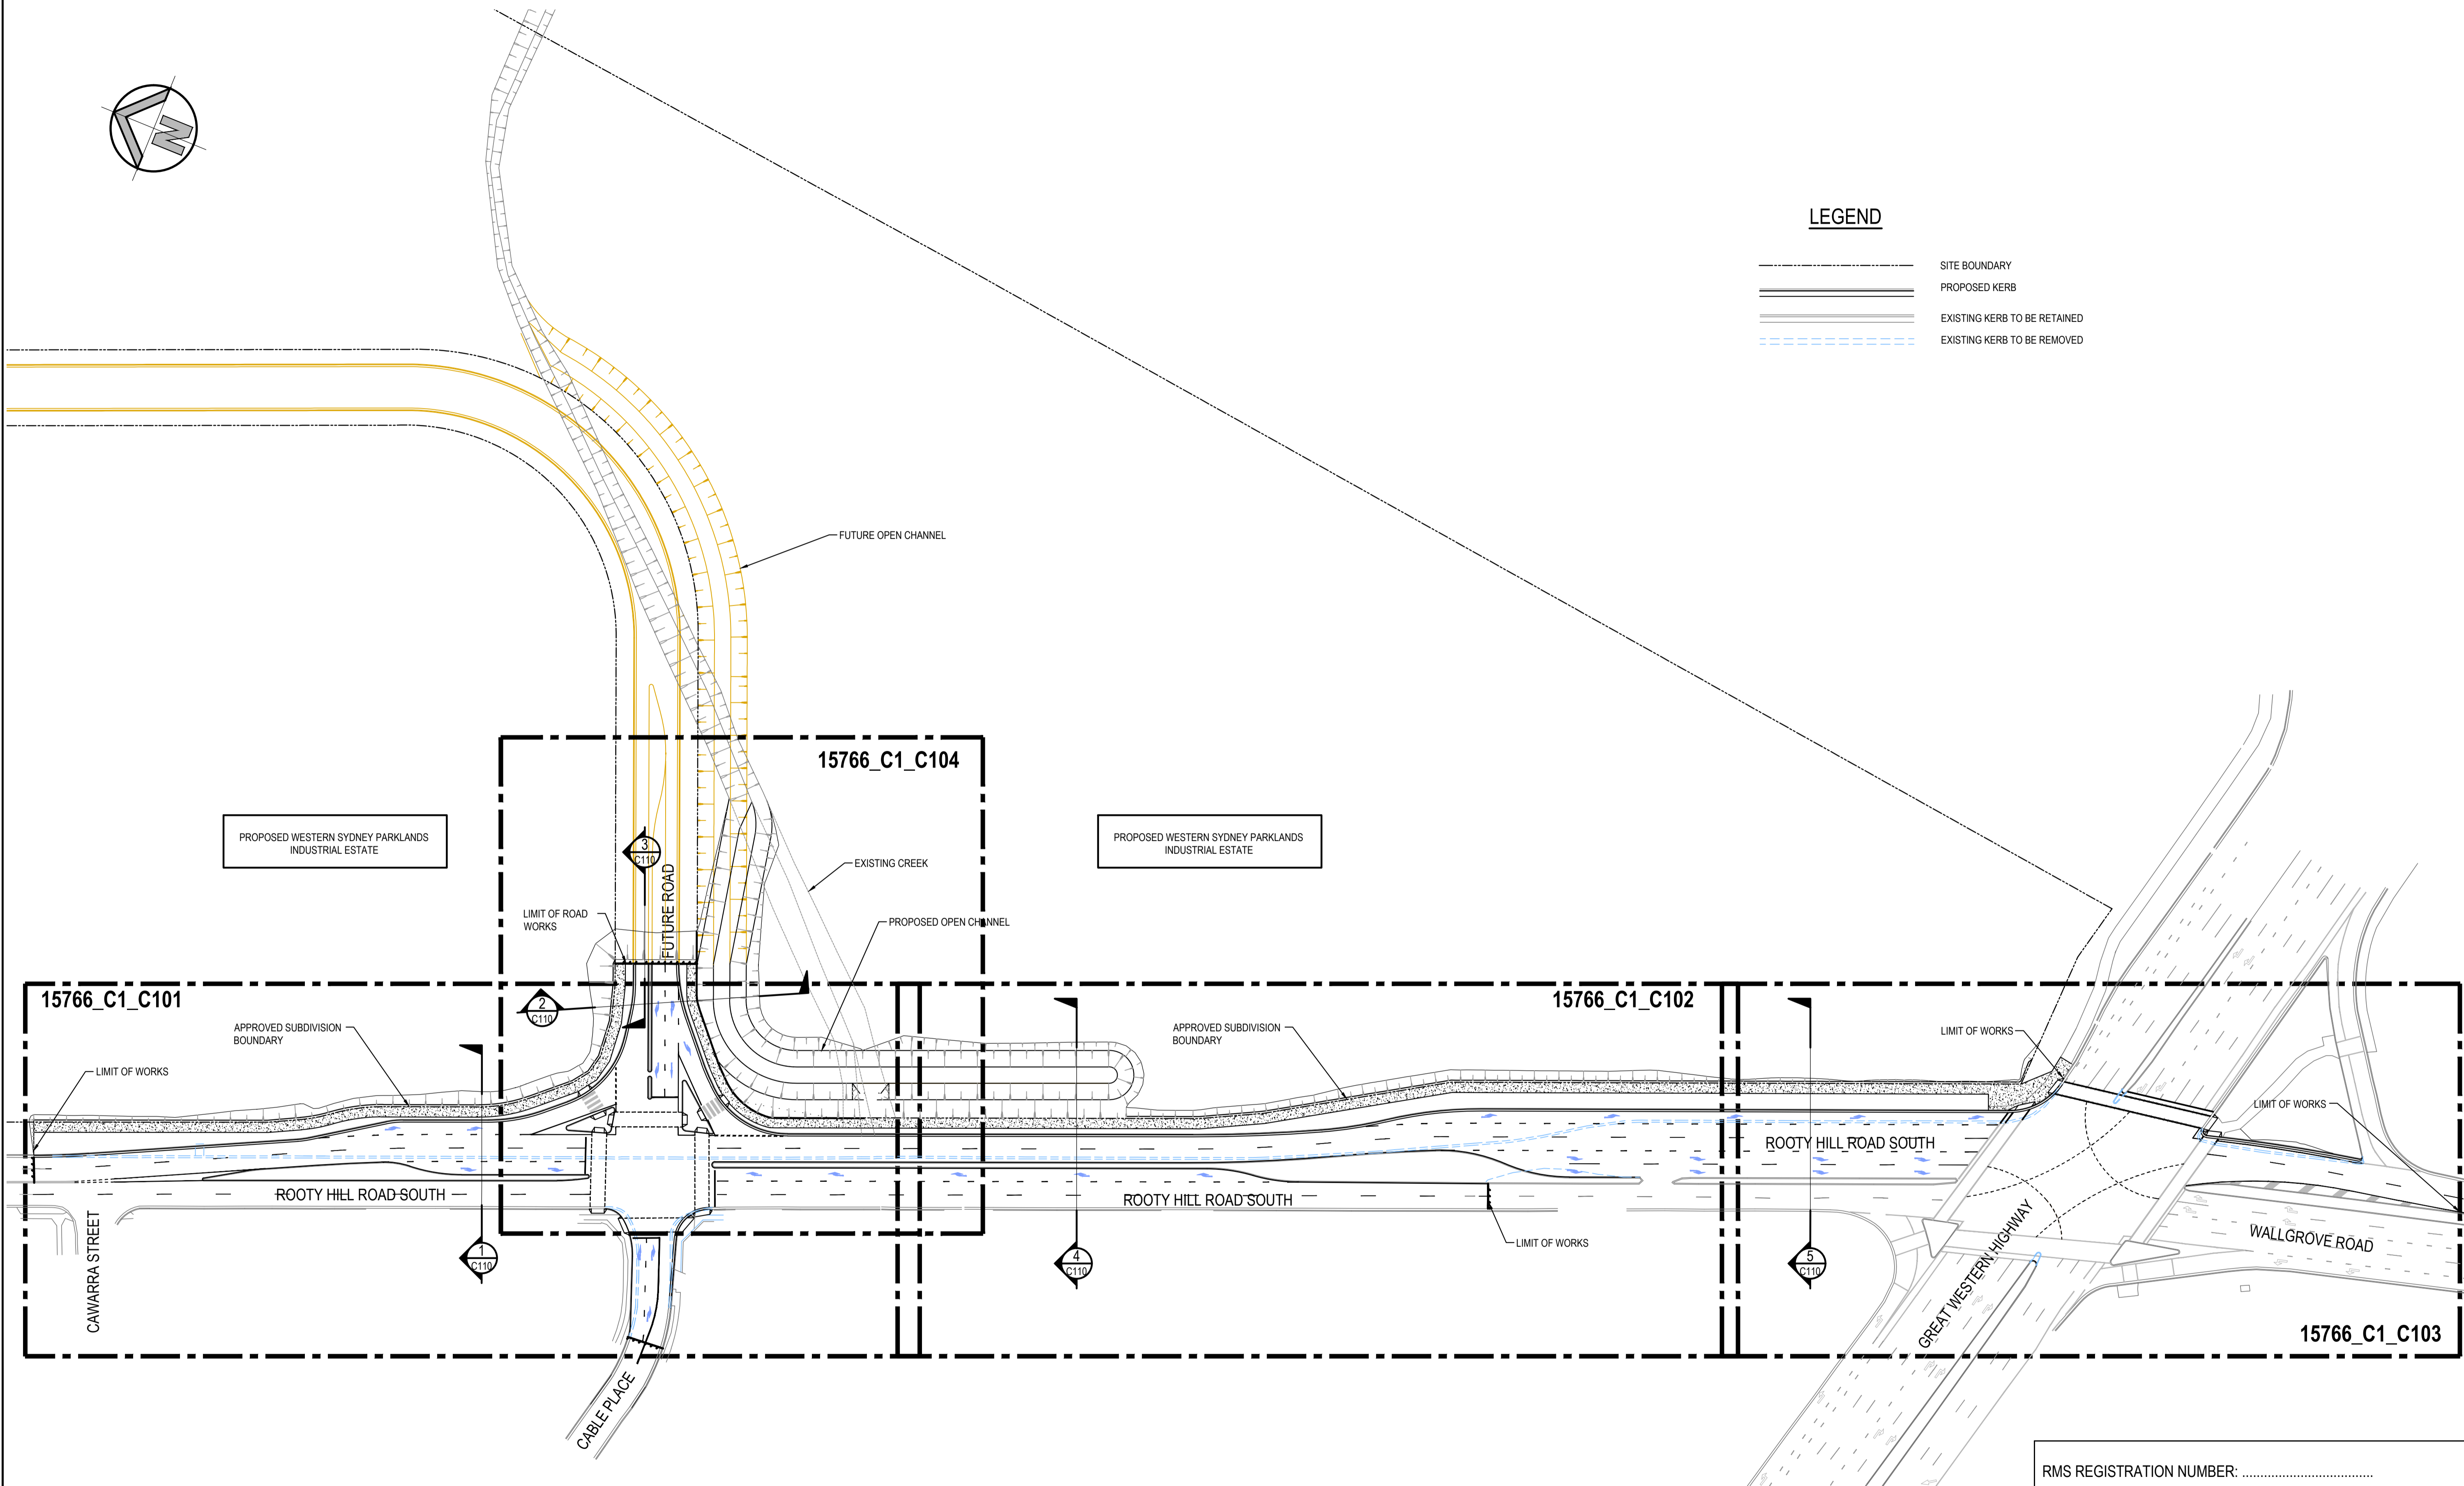 N
LEGEND
SITE BOUNDARY
PROPOSED KERB
EXISTING KERB TO BE RETAINED
EXISTING KERB TO BE REMOVED
FUTURE OPEN CHANNEL
15766_C1_C104
PROPOSED WESTERN SYDNEY PARKLANDS
INDUSTRIAL ESTATE
3
C110
FUTURE ROAD
EXISTING CREEK
PROPOSED WESTERN SYDNEY PARKLANDS
INDUSTRIAL ESTATE
LIMIT OF ROAD
WORKS
PROPOSED OPEN CHANNEL
15766_C1_C101
2
C110
15766_C1_C102
APPROVED SUBDIVISION
BOUNDARY
APPROVED SUBDIVISION
BOUNDARY
LIMIT OF WORKS
LIMIT OF WORKS
LIMIT OF WORKS
ROOTY HILL ROAD SOUTH
ROOTY HILL ROAD SOUTH
ROOTY HILL ROAD SOUTH
CAWARRA STREET
1
C110
4
C110
LIMIT OF WORKS
5
C110
GREAT WESTERN HIGHWAY
WALLGROVE ROAD
15766_C1_C103
CABLE PLACE
RMS REGISTRATION NUMBER: ....................................